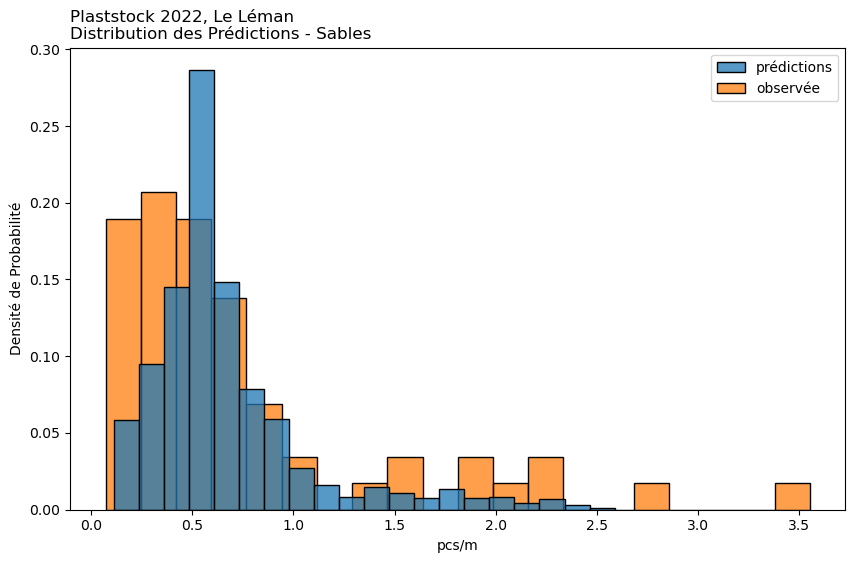 Plaststock 2022, Le Léman
Distribution des Prédictions - Sables
prédictions
observée
Densité de Probabilité
0.30
0.25
0.20
0.15
0.10
0.05
0.00
0.0
0.5
1.0
1.5
2.0
2.5
3.0
3.5
pcs/m